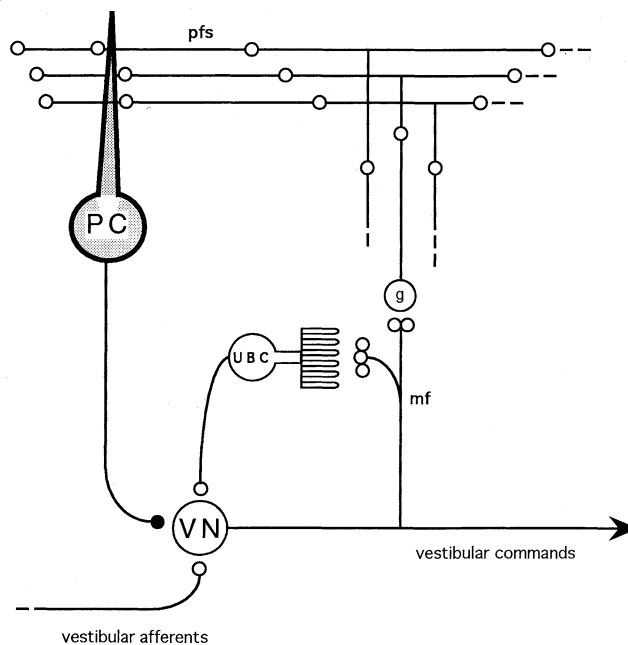 pfs
PC
g
UBC
mf
VN
vestibular commands
vestibular afferents